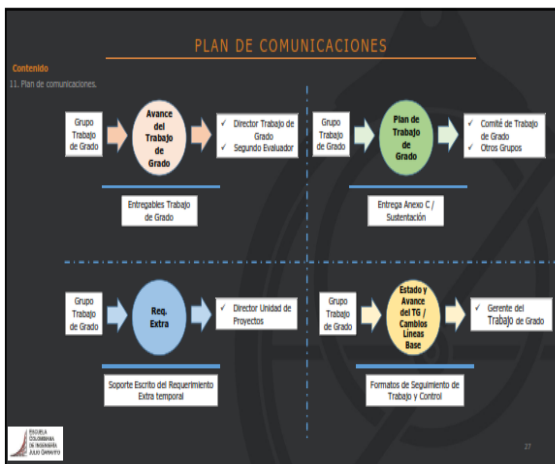 PLAN DE COMUNICACIONES
Contenido
11. Plan de comunicaciones.
Grupo
Trabajo
de Grado
Avance
del
Trabajo
de
Grado
✓ Director Trabajo de
Grado
✓ Segundo Evaluador
Entregables Trabajo
de Grado
Grupo
Trabajo
de Grado
Plan de
Trabajo
de
Grado
✓ Comité de Trabajo
de Grado
✓ Otros Grupos
Entrega Anexo C /
Sustentación
Grupo
Trabajo
de Grado
Req.
Extra
✓ Director Unidad de
Proyectos
Soporte Escrito del Requerimiento
Extra temporal
Grupo
Trabajo
de Grado
Estado y
Avance
del TG /
Cambios
Líneas
Base
✓ Gerente del
Trabajo de Grado
Formatos de Seguimiento de
Trabajo y Control
ESCUELA
COLOMBIANA
DE INGENIERÍA
JULIO GARAVITO
27